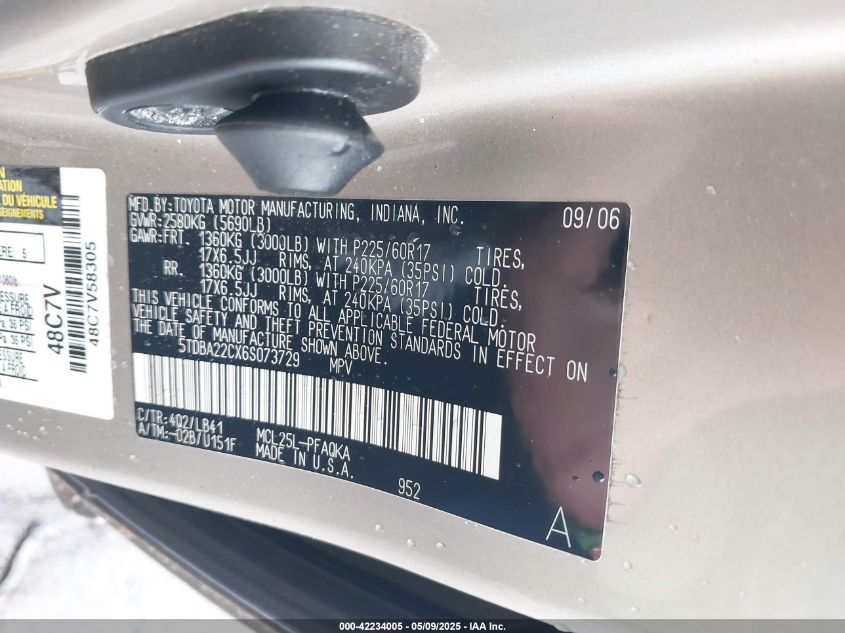 MFD.BY:TOYOTA MOTOR MANUFACTURING, INDIANA, INC. 09/06
GVWR:2580KG (5690LB)
GAWR:FRT. 1360KG (3000LB) WITH P225/60R17 TIRES,
17X6.5JJ RIMS, AT 240KPA (35PSI) COLD.
RR. 1360KG (3000LB) WITH P225/60R17 TIRES,
17X6.5JJ RIMS, AT 240KPA (35PSI) COLD.
THIS VEHICLE CONFORMS TO ALL APPLICABLE FEDERAL MOTOR
VEHICLE SAFETY AND THEFT PREVENTION STANDARDS IN EFFECT ON
THE DATE OF MANUFACTURE SHOWN ABOVE.
5TDBA22CX6S073729 MPV
C/TR:4Q2/LB41
A/TM:-02B/U151F MCL25L-PFAQKA
MADE IN U.S.A.
952
A
DU VÉHICULE
48C7V
48C7V58305
000-42234005 - 05/09/2025 - IAA Inc.